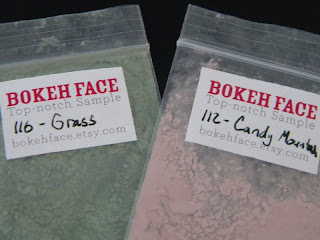 BOKEH FACE
Top-notch Sample
116 - Grass
bokehface.etsy.com
BOKEH FACE
Top-notch Sample
112 - Candy
bokehface.etsy.com